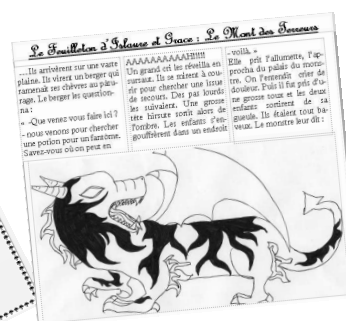 Le Feuilleton d'Islaure et Grace : Le Mont des Terreurs
...Ils arrivèrent sur une vaste
plaine. Ils virent un berger qui
ramenait ses chèvres au pâtu-
rage. Le berger les question-
na :
« -Que venez vous faire ici ?
- nous venons pour chercher
une potion pour un fantôme.
Savez-vous où on peut en
AAAAAAAAAAAH!!!!!
Un grand cri les réveilla en
sursaut. Ils se mirent à cou-
rir pour chercher une issue
de secours. Des pas lourds
les suivaient. Une grosse
tête hirsute sortit alors de
l'ombre. Les enfants s'en-
gouffrèrent dans un endroit
- voilà. »
Elle prit l'allumette, l'ap-
procha du palais du mons-
tre. On l'entendit crier de
douleur. Puis il fut pris d'u-
ne grosse toux et les deux
enfants sortirent de sa
gueule. Ils étaient tout ba-
veux. Le monstre leur dit :